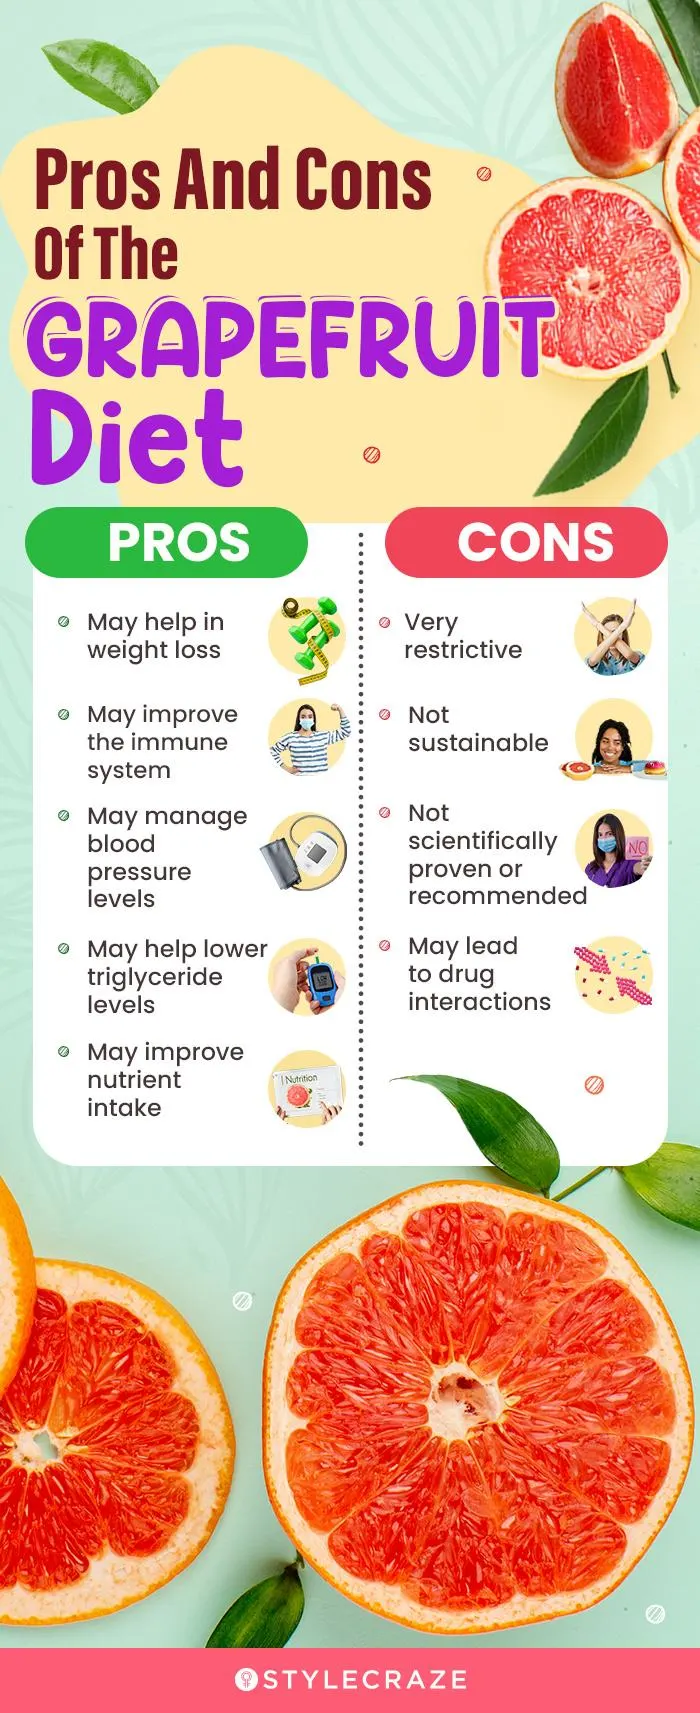 Pros And Cons
Of The
GRAPEFRUIT
Diet
PROS
May help in
weight loss
May improve
the immune
system
May manage
blood
pressure
levels
May help lower
triglyceride
levels
May improve
nutrient
intake
Nutrition
CONS
Very
restrictive
Not
sustainable
Not
scientifically
proven or
recommended
NO
May lead
to drug
interactions
STYLECRAZE